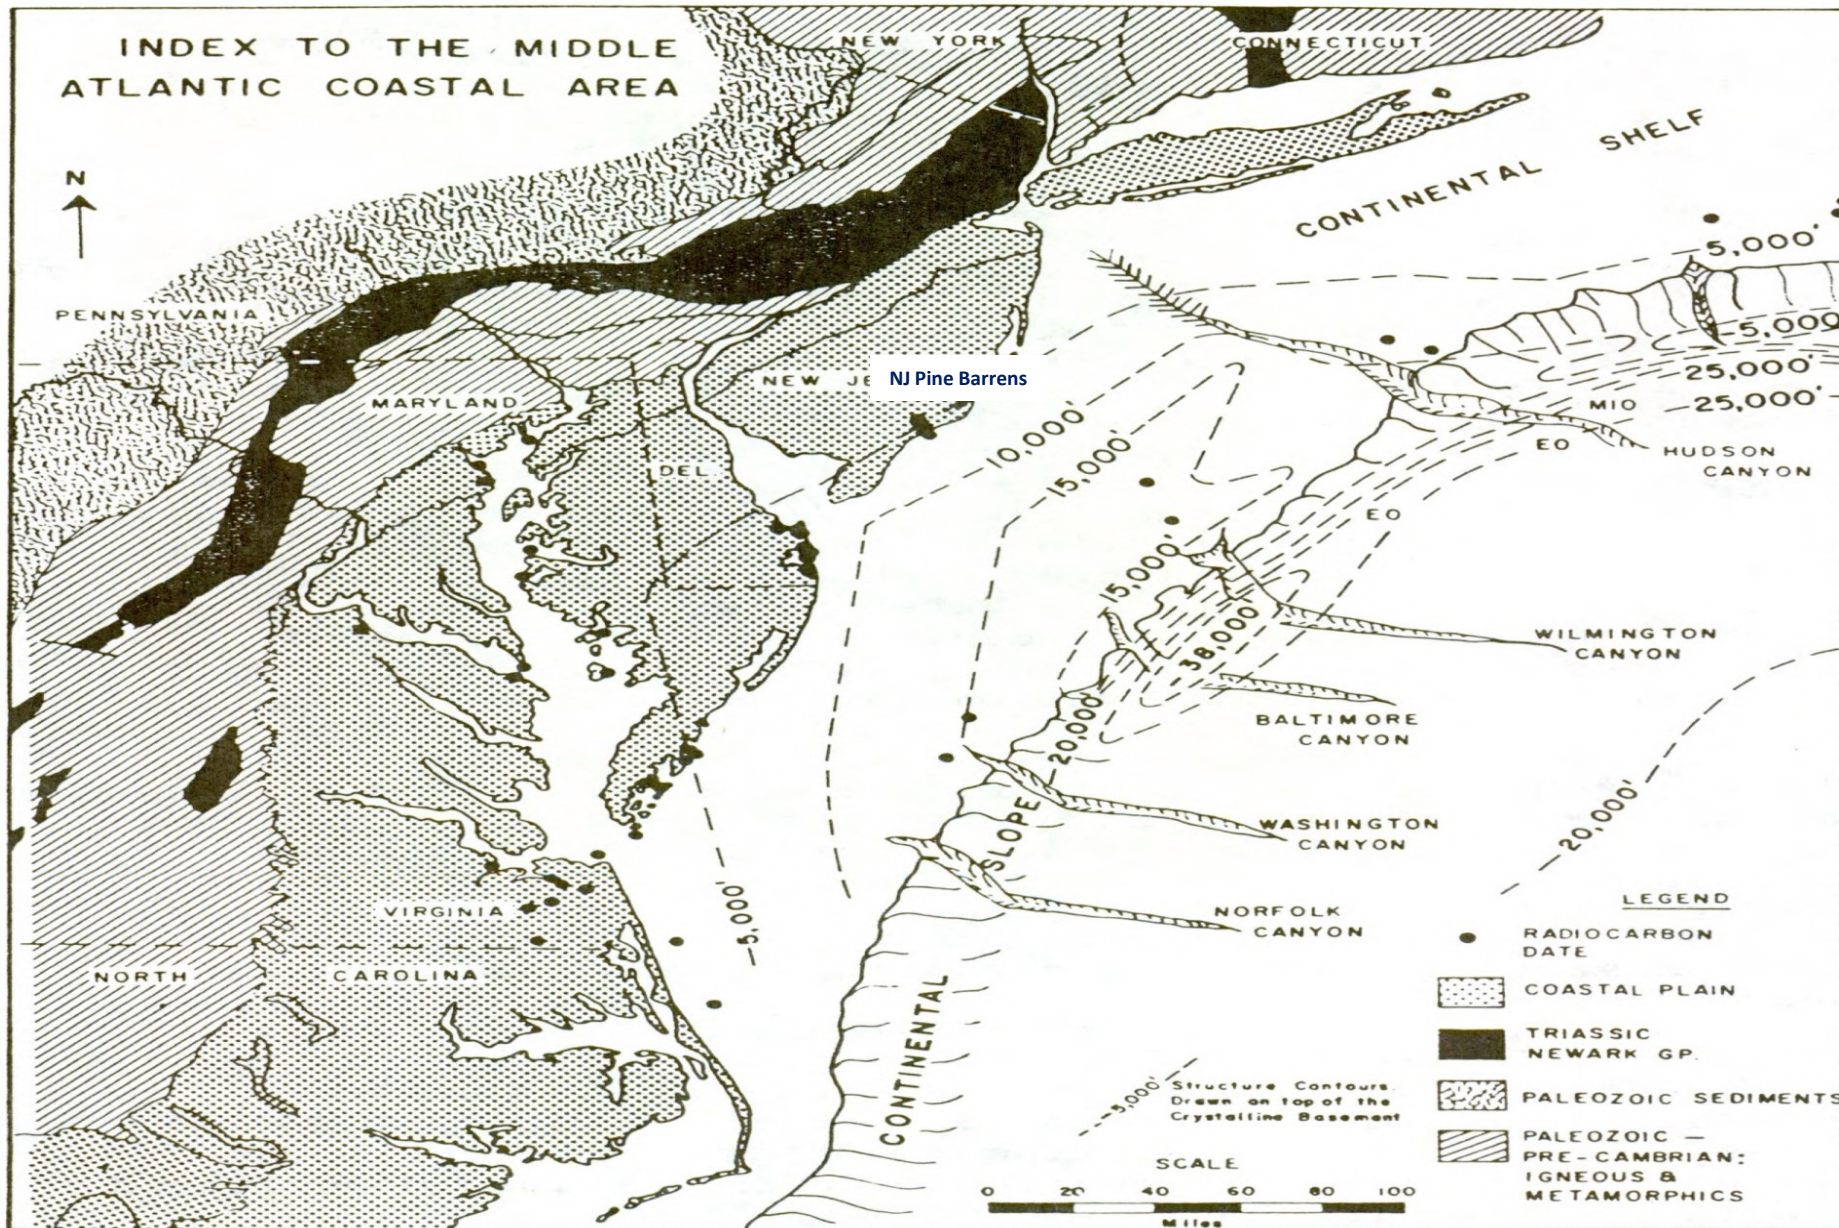 INDEX TO THE MIDDLE
ATLANTIC COASTAL AREA
NEW YORK
CONNECTICUT
N
CONTINENTAL SHELF
5,000'
PENNSYLVANIA
5,000
25,000'
25,000'
MIO
EO
HUDSON
CANYON
NEW JE
NJ Pine Barrens
MARYLAND
DEL.
10,000'
15,000'
EO
15,000'
38,000
20,000'
WILMINGTON
CANYON
BALTIMORE
CANYON
WASHINGTON
CANYON
20,000'
SLOPE
NORFOLK
CANYON
VIRGINIA
5,000'
NORTH CAROLINA
CONTINENTAL
LEGEND
RADIOCARBON
DATE
COASTAL PLAIN
TRIASSIC
NEWARK GP.
PALEOZOIC SEDIMENTS
PALEOZOIC —
PRE-CAMBRIAN:
IGNEOUS &
METAMORPHICS
-5,000'
Structure Contours.
Drawn on top of the
Crystalline Basement
SCALE
0 20 40 60 80 100
Miles